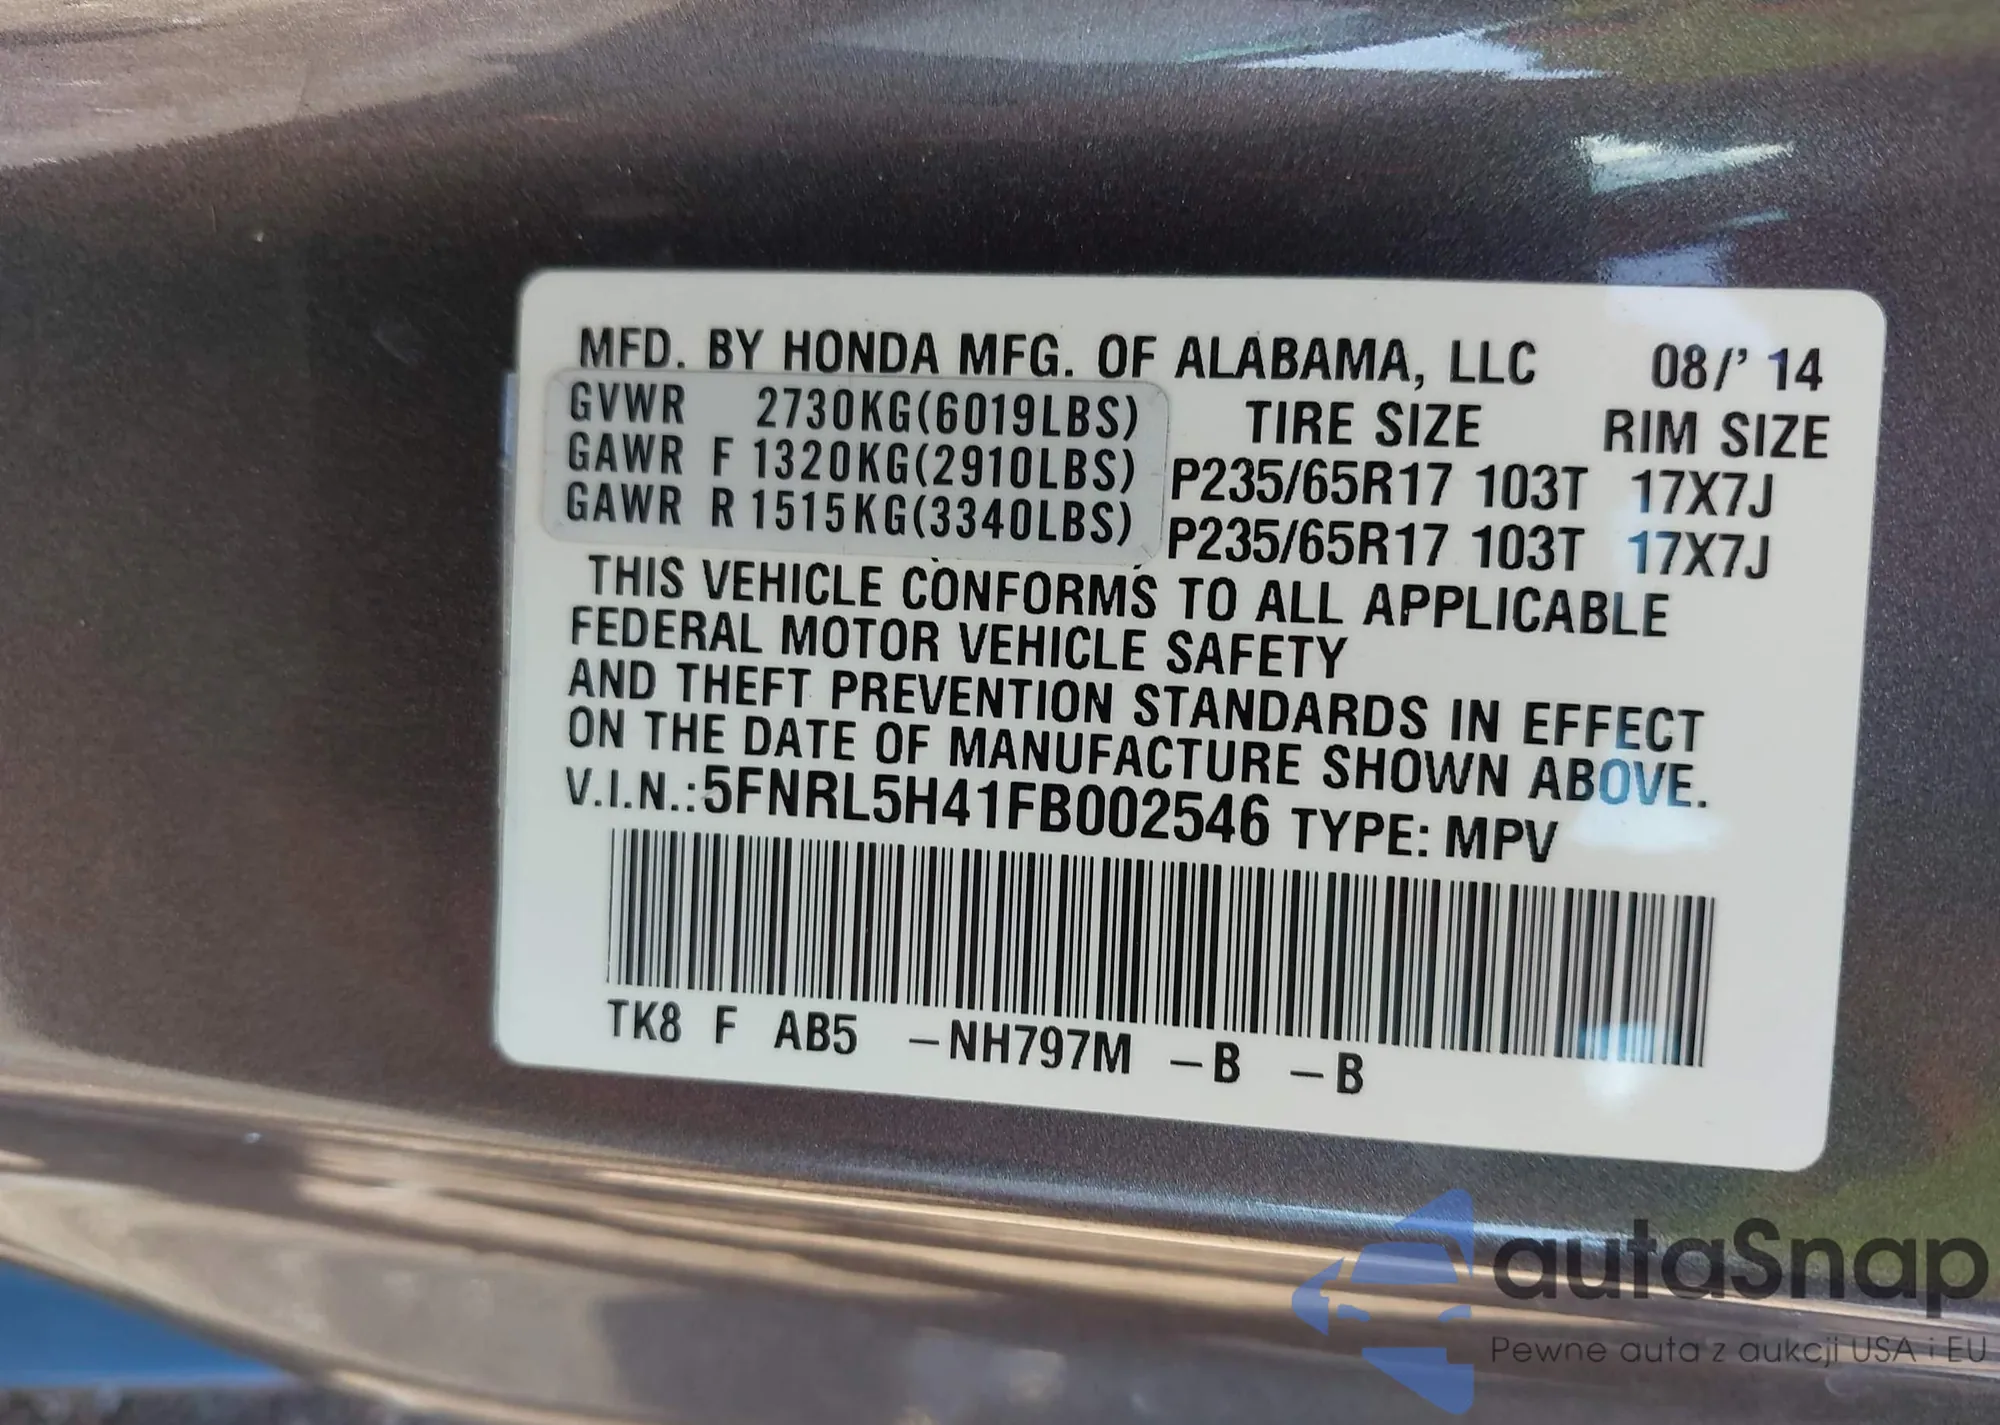 MFD. BY HONDA MFG. OF ALABAMA, LLC 08/' 14
GVWR 2730KG(6019LBS) TIRE SIZE RIM SIZE
GAWR F 1320KG(2910LBS) P235/65R17 103T 17X7J
GAWR R 1515KG(3340LBS) P235/65R17 103T 17X7J
THIS VEHICLE CONFORMS TO ALL APPLICABLE
FEDERAL MOTOR VEHICLE SAFETY
AND THEFT PREVENTION STANDARDS IN EFFECT
ON THE DATE OF MANUFACTURE SHOWN ABOVE.
V.I.N.:5FNRL5H41FB002546 TYPE: MPV
TK8 F AB5 –NH797M –B –B
autaSnap
Pewne auta z aukcji USA i EU